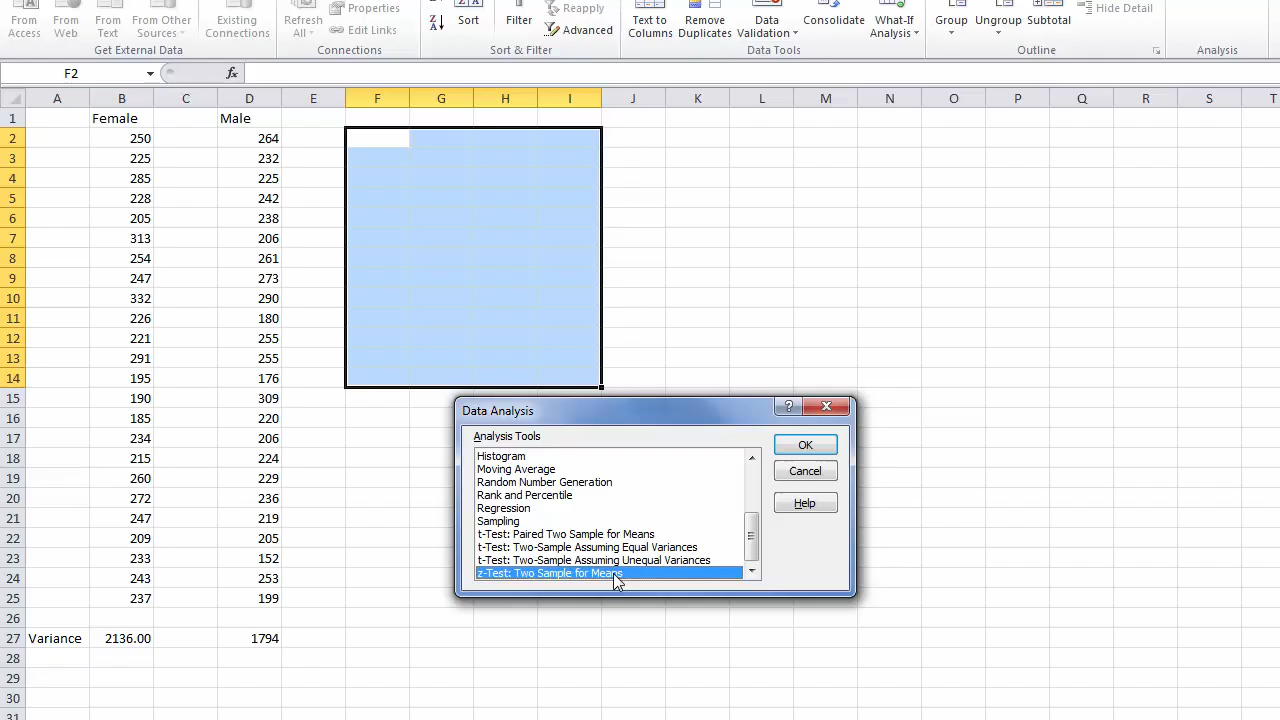 From Access
From Web
From Text
From Other Sources
Existing Connections
Get External Data
Refresh All
Properties
Edit Links
Connections
Z
Sort
Filter
Reapply
Advanced
Sort & Filter
Text to Columns
Remove Duplicates
Data Validation
Consolidate
What-If Analysis
Data Tools
Group
Ungroup
Subtotal
Hide Detail
Outline
Analysis
F2
fx
A B C D E F G H I J K L M N O P Q R S T
1 Female Male
2 250 264
3 225 232
4 285 225
5 228 242
6 205 238
7 313 206
8 254 261
9 247 273
10 332 290
11 226 180
12 221 255
13 291 255
14 195 176
15 190 309
16 185 220
17 234 206
18 215 224
19 260 229
20 272 236
21 247 219
22 209 205
23 233 152
24 243 253
25 237 199
26
27 Variance 2136.00 1794
28
29
30
31
Data Analysis
?
Analysis Tools
Histogram
Moving Average
Random Number Generation
Rank and Percentile
Regression
Sampling
t-Test: Paired Two Sample for Means
t-Test: Two-Sample Assuming Equal Variances
t-Test: Two-Sample Assuming Unequal Variances
z-Test: Two Sample for Means
OK
Cancel
Help